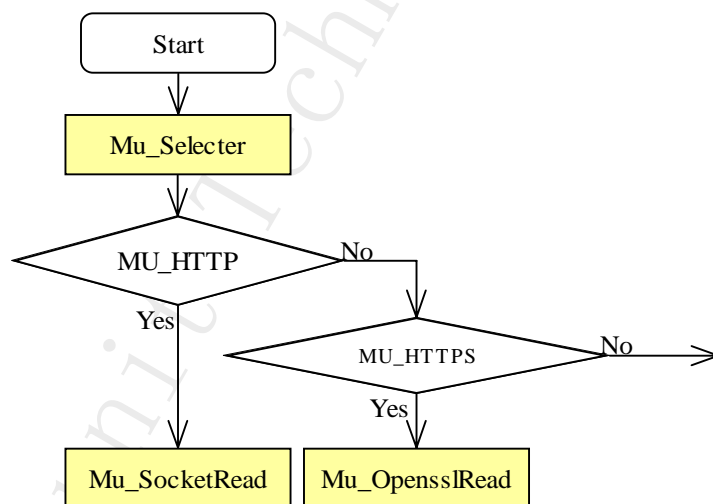 Start
Mu_Selecter
MU_HTTP
No
Yes
MU_HTTPS
No
Yes
Mu_SocketRead
Mu_OpensslRead